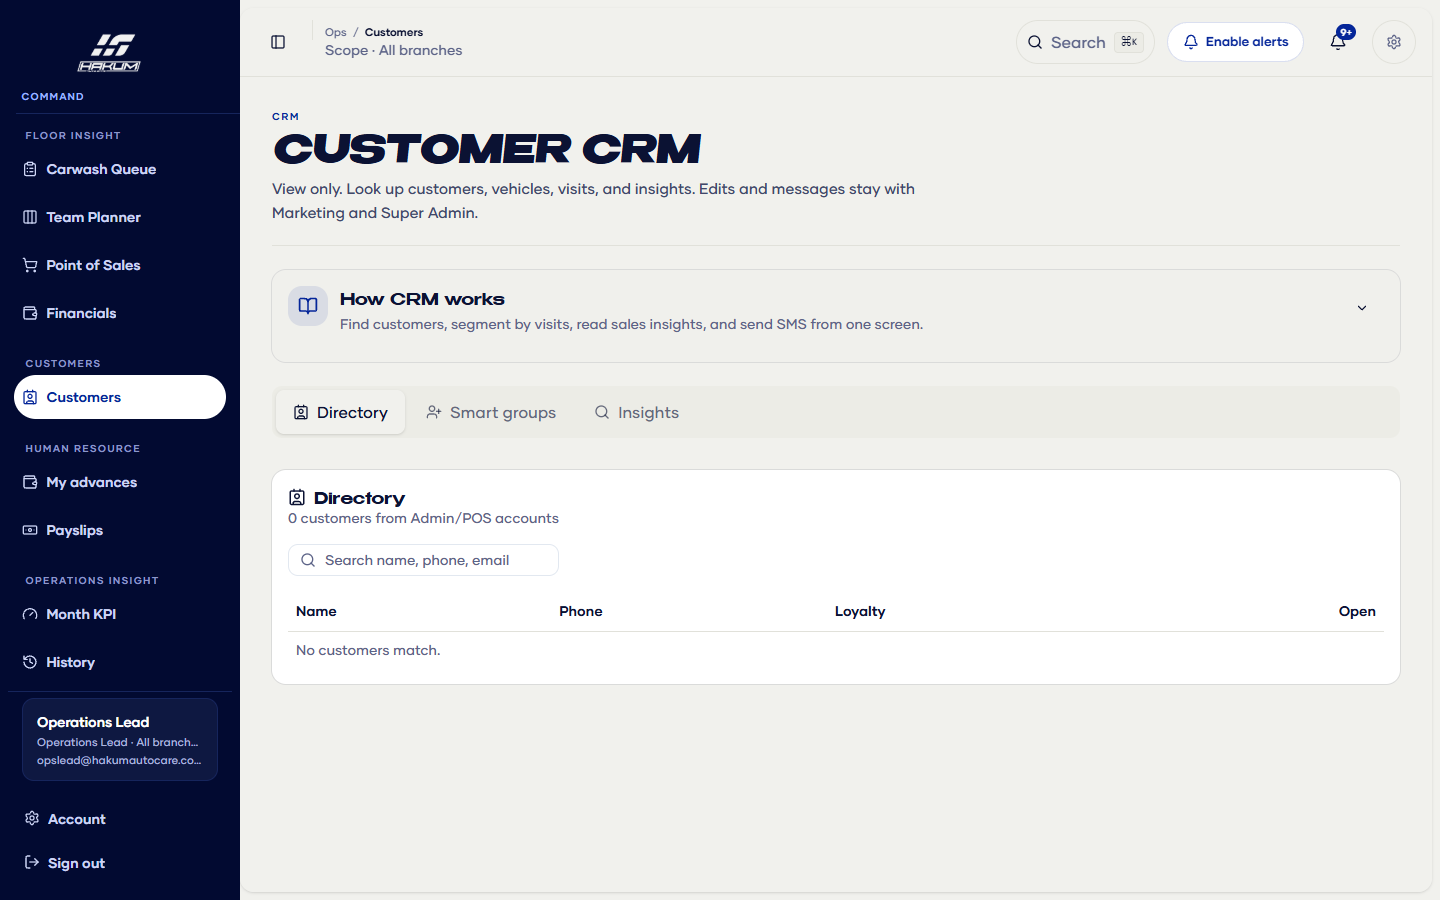 HAKUM
COMMAND
FLOOR INSIGHT
Carwash Queue
Team Planner
Point of Sales
Financials
CUSTOMERS
Customers
HUMAN RESOURCE
My advances
Payslips
OPERATIONS INSIGHT
Month KPI
History
Operations Lead
Operations Lead · All branch...
opslead@hakumautocare.co...
Account
Sign out
Ops / Customers
Scope · All branches
Search ⌘K
Enable alerts
9+
CRM
CUSTOMER CRM
View only. Look up customers, vehicles, visits, and insights. Edits and messages stay with
Marketing and Super Admin.
How CRM works
Find customers, segment by visits, read sales insights, and send SMS from one screen.
Directory Smart groups Insights
Directory
0 customers from Admin/POS accounts
Search name, phone, email
Name Phone Loyalty Open
No customers match.